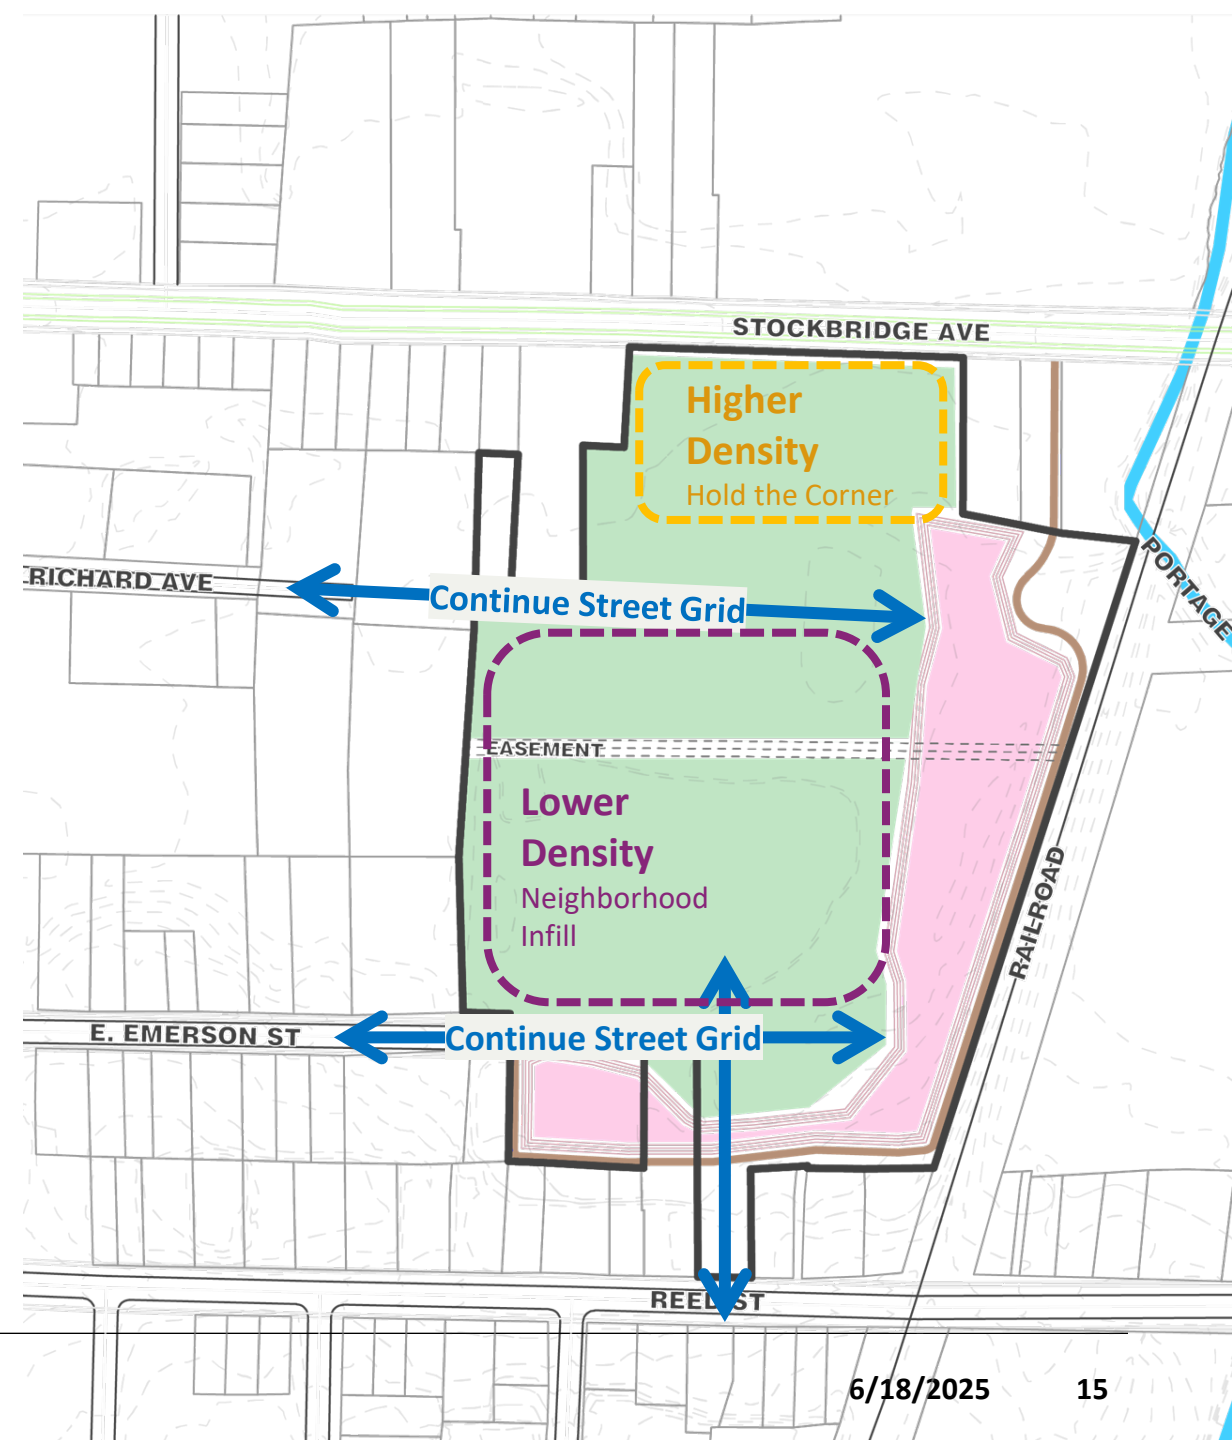 STOCKBRIDGE AVE
Higher
Density
Hold the Corner
PORTAGE
RICHARD AVE
Continue Street Grid
EASEMENT
Lower
Density
Neighborhood
Infill
RAILROAD
E. EMERSON ST
Continue Street Grid
REED ST
6/18/2025 15